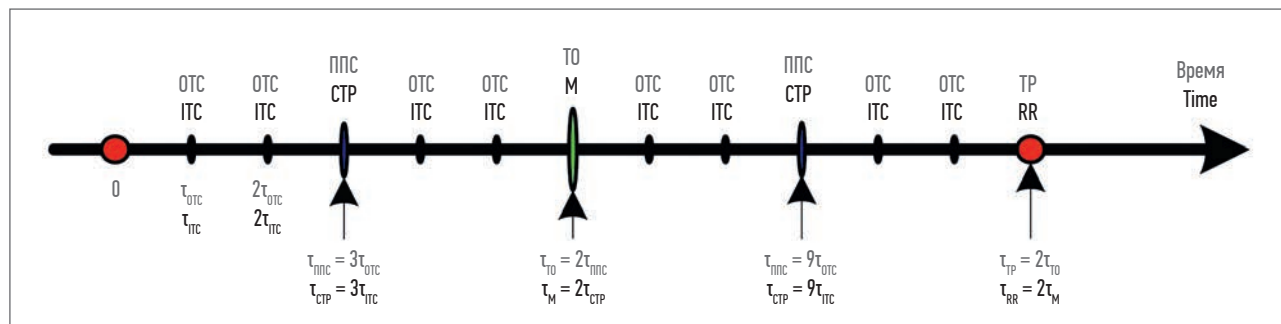 ОТС
ITC
ОТС
ITC
ППС
CTP
ОТС
ITC
ОТС
ITC
ТО
M
ОТС
ITC
ОТС
ITC
ППС
CTP
ОТС
ITC
ОТС
ITC
ТР
RR
Время
Time
0
τОТС
τITC
2τОТС
2τITC
τППС = 3τОТС
τCTP = 3τITC
τТО = 2τППС
τM = 2τCTP
τППС = 9τОТС
τCTP = 9τITC
τТР = 2τТО
τRR = 2τM